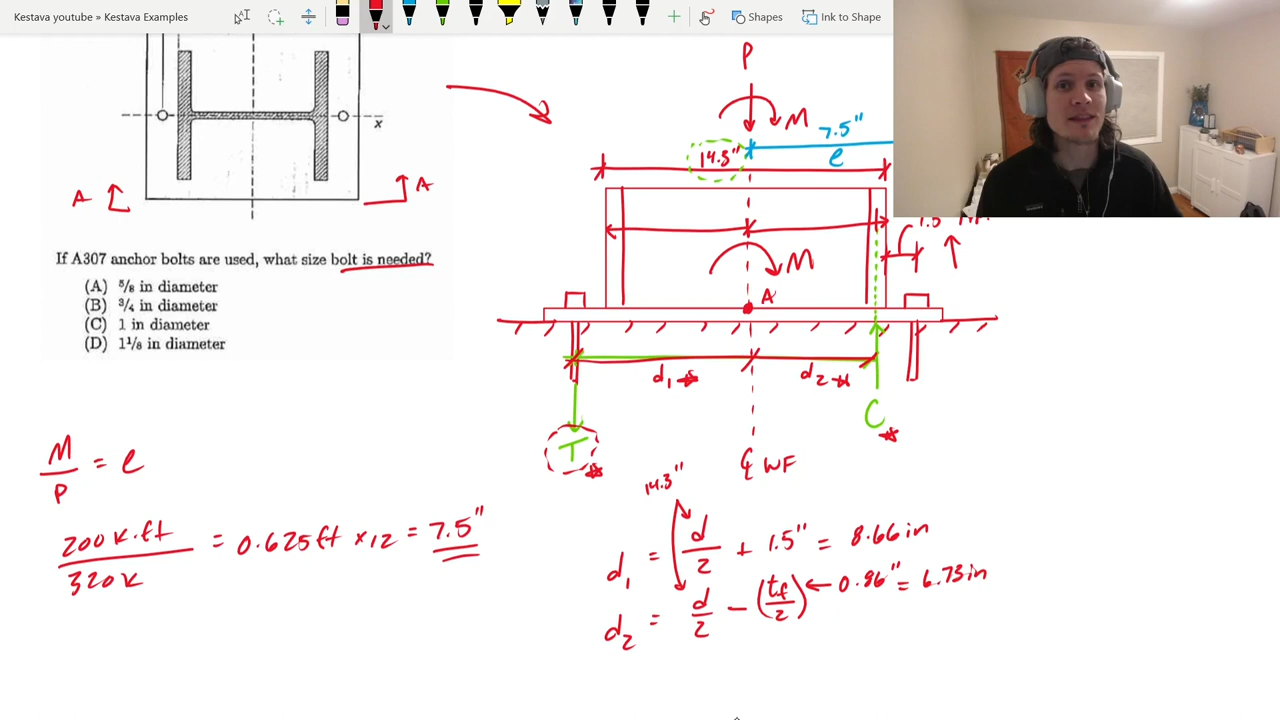 Kestava youtube » Kestava Examples
Shapes
Ink to Shape
x
A
A
If A307 anchor bolts are used, what size bolt is needed?
(A) 5/8 in diameter
(B) 3/4 in diameter
(C) 1 in diameter
(D) 1 1/8 in diameter
P
M
7.5"
e
14.3"
M
A
d1
d2
T
C
℄ WF
M/P = e
200 K.ft / 320 K = 0.625 ft x 12 = 7.5"
14.3"
d1 = d/2 + 1.5" = 8.66 in
d2 = d/2 - (tf/2) ← 0.86" = 6.73 in